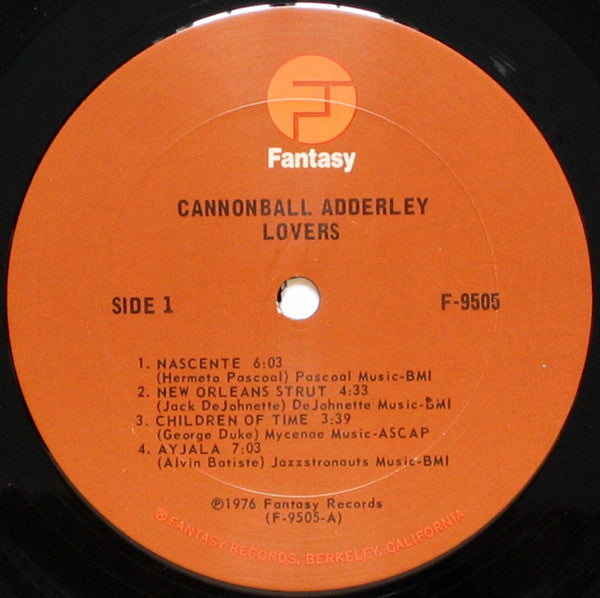 Fantasy
CANNONBALL ADDERLEY
LOVERS
SIDE 1
F-9505
1. NASCENTE 6:03
(Hermeto Pascoal) Pascoal Music-BMI
2. NEW ORLEANS STRUT 4:33
(Jack DeJohnette) DeJohnette Music-BMI
3. CHILDREN OF TIME 3:39
(George Duke) Mycenae Music-ASCAP
4. AYJALA 7:03
(Alvin Batiste) Jazzstronauts Music-BMI
℗1976 Fantasy Records
(F-9505-A)
® FANTASY RECORDS, BERKELEY, CALIFORNIA